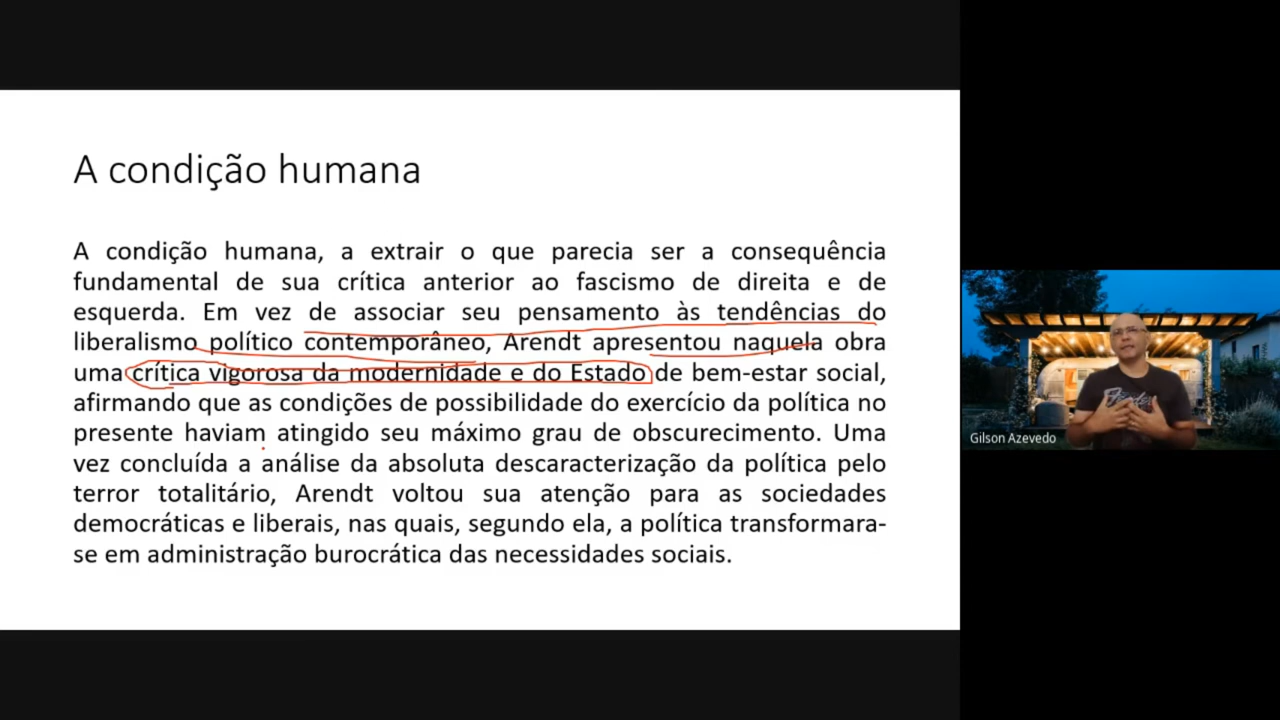 A condição humana
A condição humana, a extrair o que parecia ser a consequência
fundamental de sua crítica anterior ao fascismo de direita e de
esquerda. Em vez de associar seu pensamento às tendências do
liberalismo político contemporâneo, Arendt apresentou naquela obra
uma crítica vigorosa da modernidade e do Estado de bem-estar social,
afirmando que as condições de possibilidade do exercício da política no
presente haviam atingido seu máximo grau de obscurecimento. Uma
vez concluída a análise da absoluta descaracterização da política pelo
terror totalitário, Arendt voltou sua atenção para as sociedades
democráticas e liberais, nas quais, segundo ela, a política transformara-
se em administração burocrática das necessidades sociais.
Gilson Azevedo